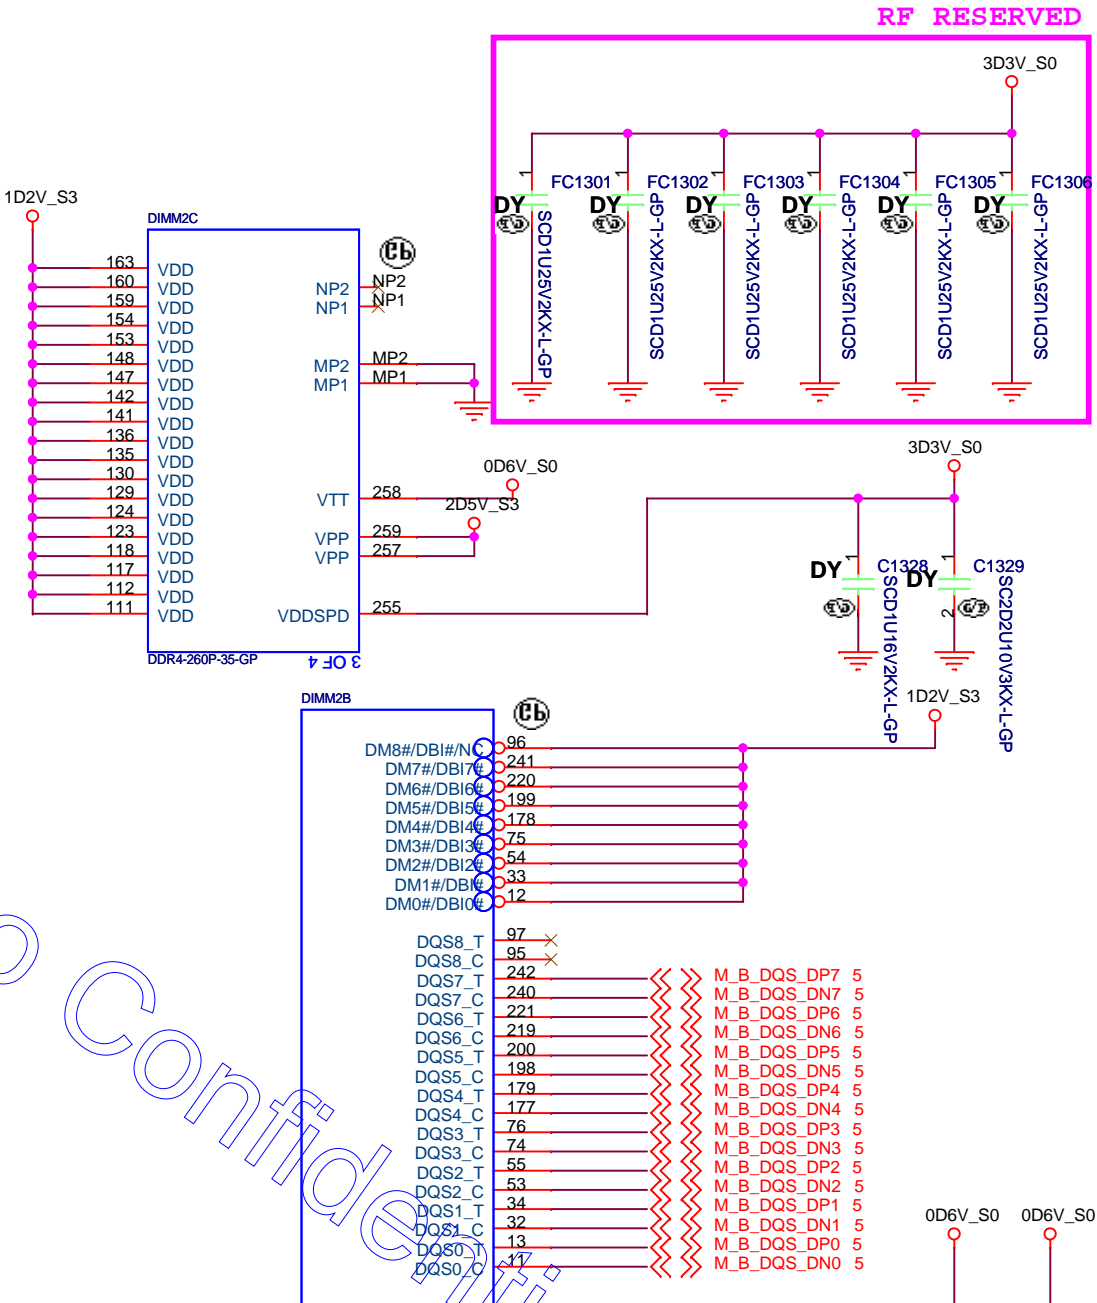 RF RESERVED
3D3V_S0
1 FC1301 1 FC1302 1 FC1303 1 FC1304 1 FC1305 1 FC1306
DY DY DY DY DY DY
SCD1U25V2KX-L-GP SCD1U25V2KX-L-GP SCD1U25V2KX-L-GP SCD1U25V2KX-L-GP SCD1U25V2KX-L-GP SCD1U25V2KX-L-GP
1D2V_S3
DIMM2C
163 VDD
160 VDD NP2 NP2
159 VDD NP1 NP1
154 VDD
153 VDD
148 VDD MP2 MP2
147 VDD MP1 MP1
142 VDD
141 VDD
136 VDD
135 VDD
130 VDD
129 VDD VTT 258 0D6V_S0
124 VDD
123 VDD VPP 259 2D5V_S3
118 VDD VPP 257
117 VDD
112 VDD
111 VDD VDDSPD 255
DDR4-260P-35-GP 3 OF 4
3D3V_S0
DY 1 C1328 SCD1U16V2KX-L-GP
DY 1 C1329 2 SC2D2U10V3KX-L-GP
1D2V_S3
DIMM2B
DM8#/DBI#/NC 96
DM7#/DBI7# 241
DM6#/DBI6# 220
DM5#/DBI5# 199
DM4#/DBI4# 178
DM3#/DBI3# 75
DM2#/DBI2# 54
DM1#/DBI# 33
DM0#/DBI0# 12
DQS8_T 97
DQS8_C 95
DQS7_T 242 M_B_DQS_DP7 5
DQS7_C 240 M_B_DQS_DN7 5
DQS6_T 221 M_B_DQS_DP6 5
DQS6_C 219 M_B_DQS_DN6 5
DQS5_T 200 M_B_DQS_DP5 5
DQS5_C 198 M_B_DQS_DN5 5
DQS4_T 179 M_B_DQS_DP4 5
DQS4_C 177 M_B_DQS_DN4 5
DQS3_T 76 M_B_DQS_DP3 5
DQS3_C 74 M_B_DQS_DN3 5
DQS2_T 55 M_B_DQS_DP2 5
DQS2_C 53 M_B_DQS_DN2 5
DQS1_T 34 M_B_DQS_DP1 5
DQS1_C 32 M_B_DQS_DN1 5
DQS0_T 13 M_B_DQS_DP0 5
DQS0_C 11 M_B_DQS_DN0 5
0D6V_S0 0D6V_S0
o Confidenti